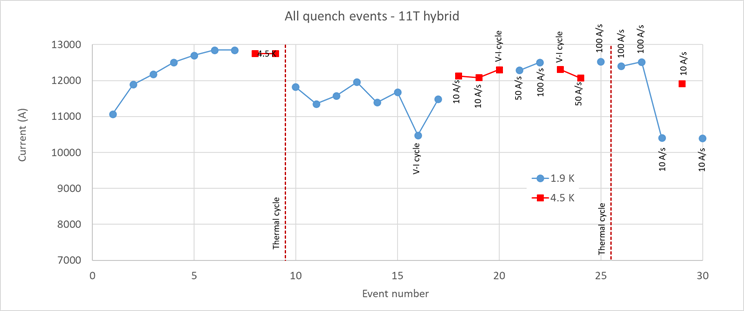 All quench events - 11T hybrid
Current (A)
13000
12000
11000
10000
9000
8000
7000
0
5
10
15
20
25
30
Event number
4.5 K
Thermal cycle
V-I cycle
10 A/s
10 A/s
V-I cycle
50 A/s
100 A/s
V-I cycle
50 A/s
100 A/s
Thermal cycle
100 A/s
100 A/s
10 A/s
10 A/s
10 A/s
1.9 K
4.5 K